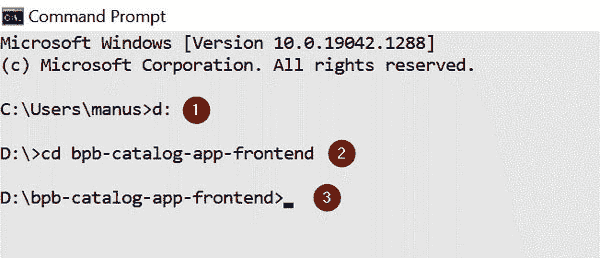 Command Prompt
Microsoft Windows [Version 10.0.19042.1288]
(c) Microsoft Corporation. All rights reserved.
C:\Users\manus>d: 1
D:\>cd bpb-catalog-app-frontend 2
D:\bpb-catalog-app-frontend>_ 3